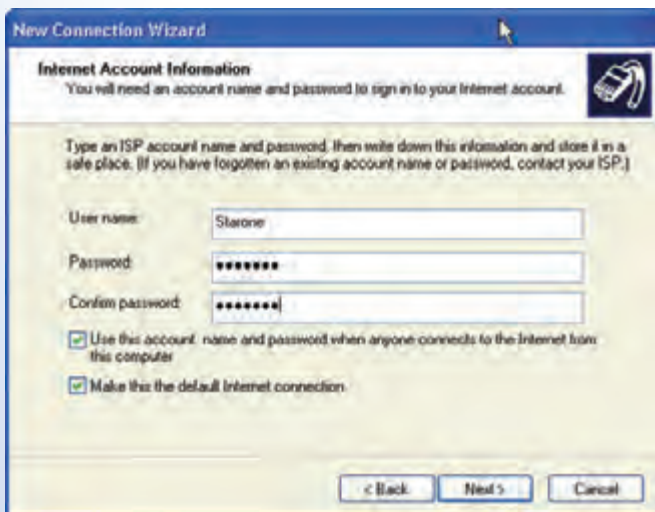 New Connection Wizard
Internet Account Information
You will need an account name and password to sign in to your Internet account.
Type an ISP account name and password, then write down this information and store it in a
safe place. (If you have forgotten an existing account name or password, contact your ISP.)
User name: Starone
Password: •••••••
Confirm password: •••••••
Use this account name and password when anyone connects to the Internet from
this computer
Make this the default Internet connection
< Back Next > Cancel